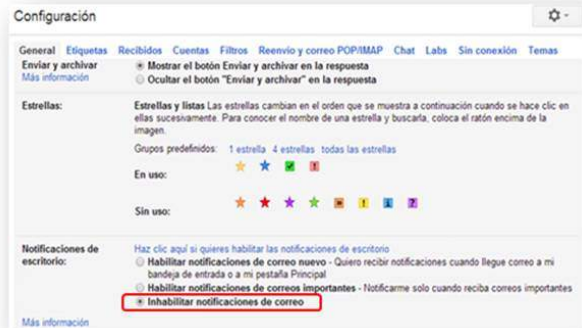 Configuración
General Etiquetas Recibidos Cuentas Filtros Reenvío y correo POP/IMAP Chat Labs Sin conexión Temas
Enviar y archivar
Más información
Mostrar el botón Enviar y archivar en la respuesta
Ocultar el botón "Enviar y archivar" en la respuesta
Estrellas:
Estrellas y listas Las estrellas cambian en el orden que se muestra a continuación cuando se hace clic en
ellas sucesivamente. Para conocer el nombre de una estrella y buscarla, coloca el ratón encima de la
imagen.
Grupos predefinidos: 1 estrella 4 estrellas todas las estrellas
En uso:
Sin uso:
Notificaciones de
escritorio:
Más información
Haz clic aquí si quieres habilitar las notificaciones de escritorio
Habilitar notificaciones de correo nuevo - Quiero recibir notificaciones cuando llegue correo a mi
bandeja de entrada o a mi pestaña Principal
Habilitar notificaciones de correos importantes - Notificarme solo cuando reciba correos importantes
Inhabilitar notificaciones de correo